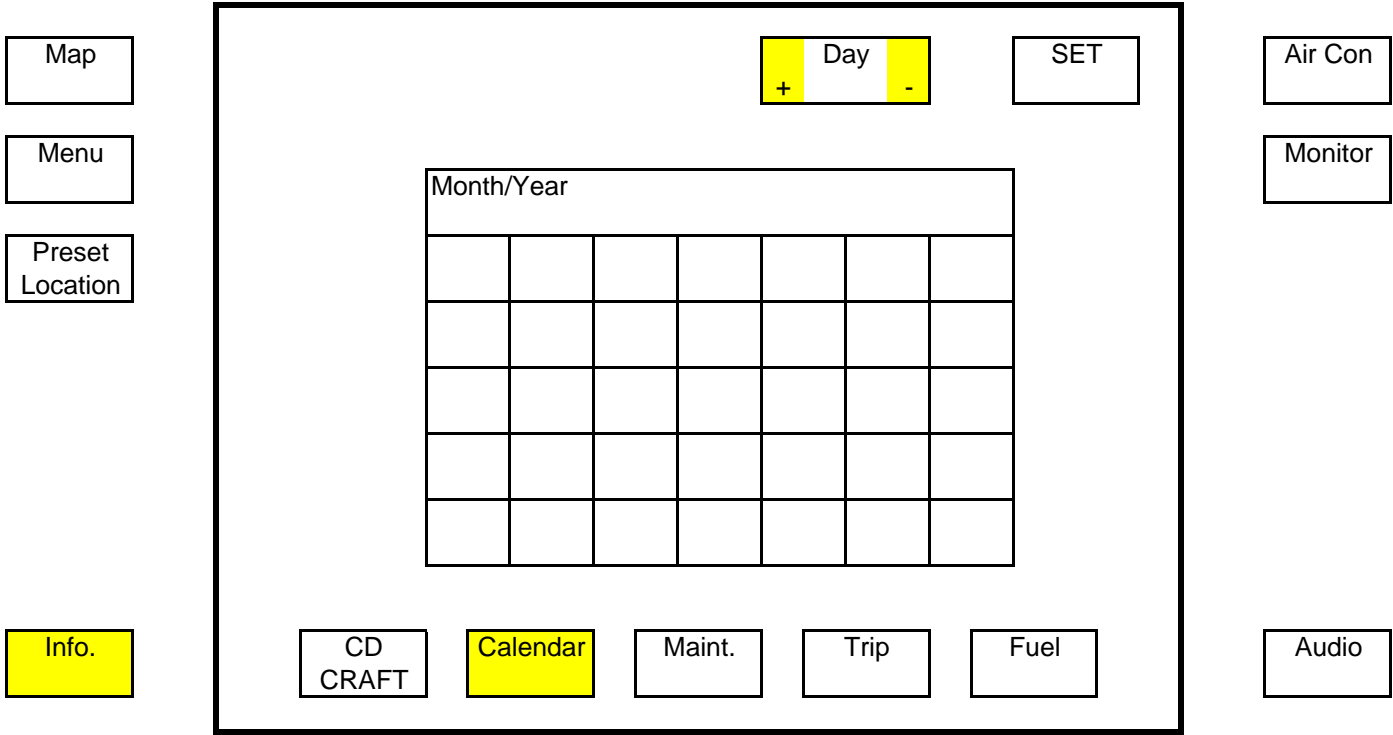 Map
Day
+ -
SET
Air Con
Menu
Monitor
Month/Year
Preset
Location
Info.
CD
CRAFT
Calendar
Maint.
Trip
Fuel
Audio